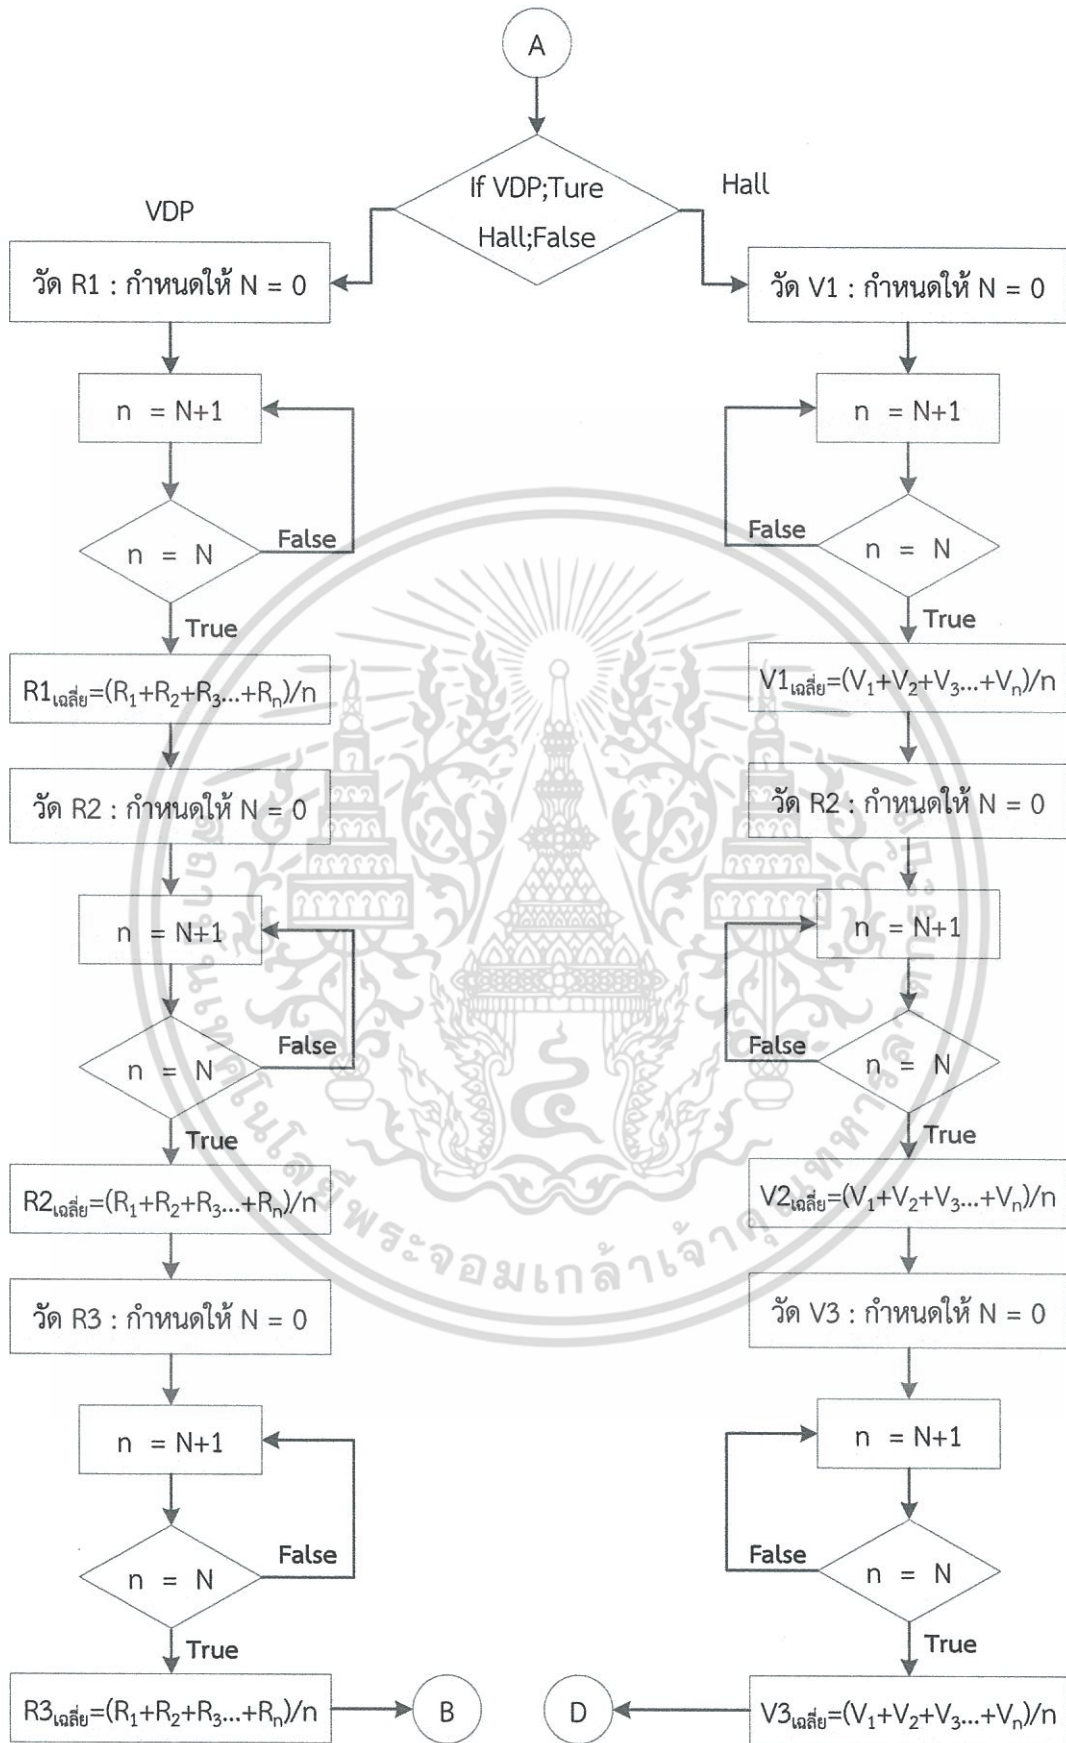 A
If VDP;Ture
Hall;False
VDP
Hall
วัด R1 : กำหนดให้ N = 0
n = N+1
n = N
False
True
R1เฉลี่ย=(R1+R2+R3...+Rn)/n
วัด R2 : กำหนดให้ N = 0
n = N+1
n = N
False
True
R2เฉลี่ย=(R1+R2+R3...+Rn)/n
วัด R3 : กำหนดให้ N = 0
n = N+1
n = N
False
True
R3เฉลี่ย=(R1+R2+R3...+Rn)/n
B
วัด V1 : กำหนดให้ N = 0
n = N+1
n = N
False
True
V1เฉลี่ย=(V1+V2+V3...+Vn)/n
วัด R2 : กำหนดให้ N = 0
n = N+1
n = N
False
True
V2เฉลี่ย=(V1+V2+V3...+Vn)/n
วัด V3 : กำหนดให้ N = 0
n = N+1
n = N
False
True
V3เฉลี่ย=(V1+V2+V3...+Vn)/n
D